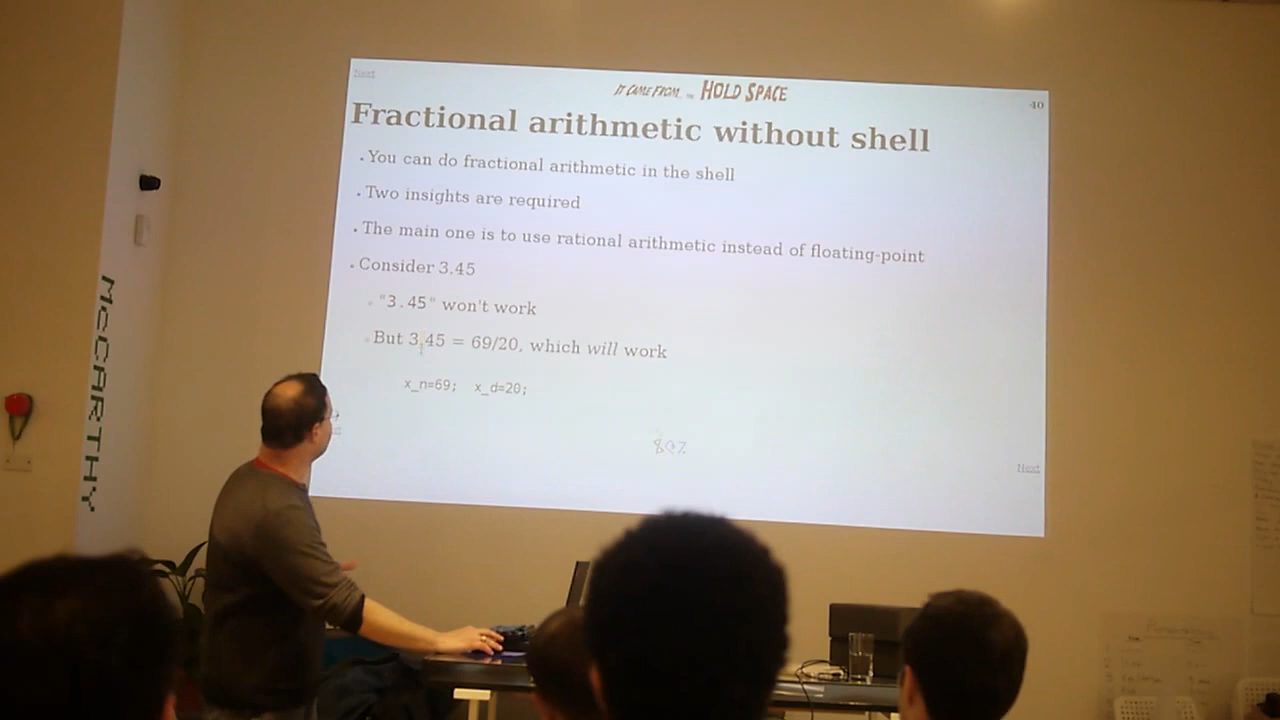 Next
IT CAME FROM... HOLD SPACE
40
Fractional arithmetic without shell
You can do fractional arithmetic in the shell
Two insights are required
The main one is to use rational arithmetic instead of floating-point
Consider 3.45
"3.45" won't work
But 3.45 = 69/20, which will work
x_n=69; x_d=20;
Next
McCARTHY